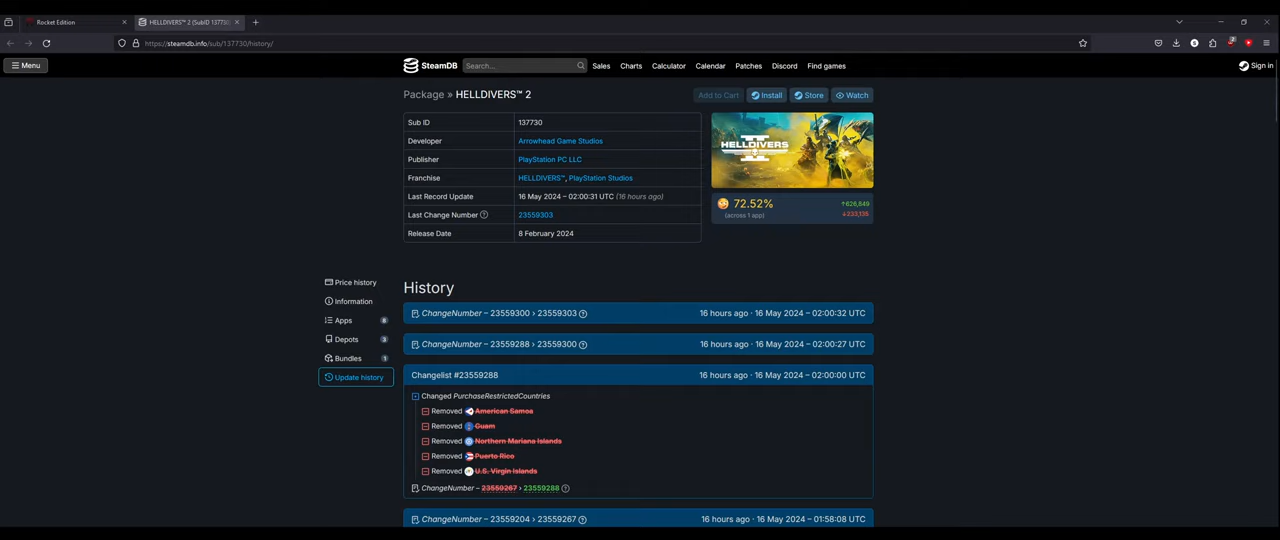 Rocket Edition
HELLDIVERS™ 2 (SubID 137730)
https://steamdb.info/sub/137730/history/
2
Menu
SteamDB
Search...
Sales
Charts
Calculator
Calendar
Patches
Discord
Find games
Sign in
Package » HELLDIVERS™ 2
Add to Cart
Install
Store
Watch
Sub ID 137730
Developer Arrowhead Game Studios
Publisher PlayStation PC LLC
Franchise HELLDIVERS™, PlayStation Studios
Last Record Update 16 May 2024 – 02:00:31 UTC (16 hours ago)
Last Change Number 23559303
Release Date 8 February 2024
HELLDIVERS
72.52%
(across 1 app)
↑626,849
↓233,135
Price history
Information
Apps 8
Depots 3
Bundles 1
Update history
History
ChangeNumber – 23559300 › 23559303 16 hours ago · 16 May 2024 – 02:00:32 UTC
ChangeNumber – 23559288 › 23559300 16 hours ago · 16 May 2024 – 02:00:27 UTC
Changelist #23559288 16 hours ago · 16 May 2024 – 02:00:00 UTC
Changed PurchaseRestrictedCountries
Removed American Samoa
Removed Guam
Removed Northern Mariana Islands
Removed Puerto Rico
Removed U.S. Virgin Islands
ChangeNumber – 23559267 › 23559288
ChangeNumber – 23559204 › 23559267 16 hours ago · 16 May 2024 – 01:58:08 UTC